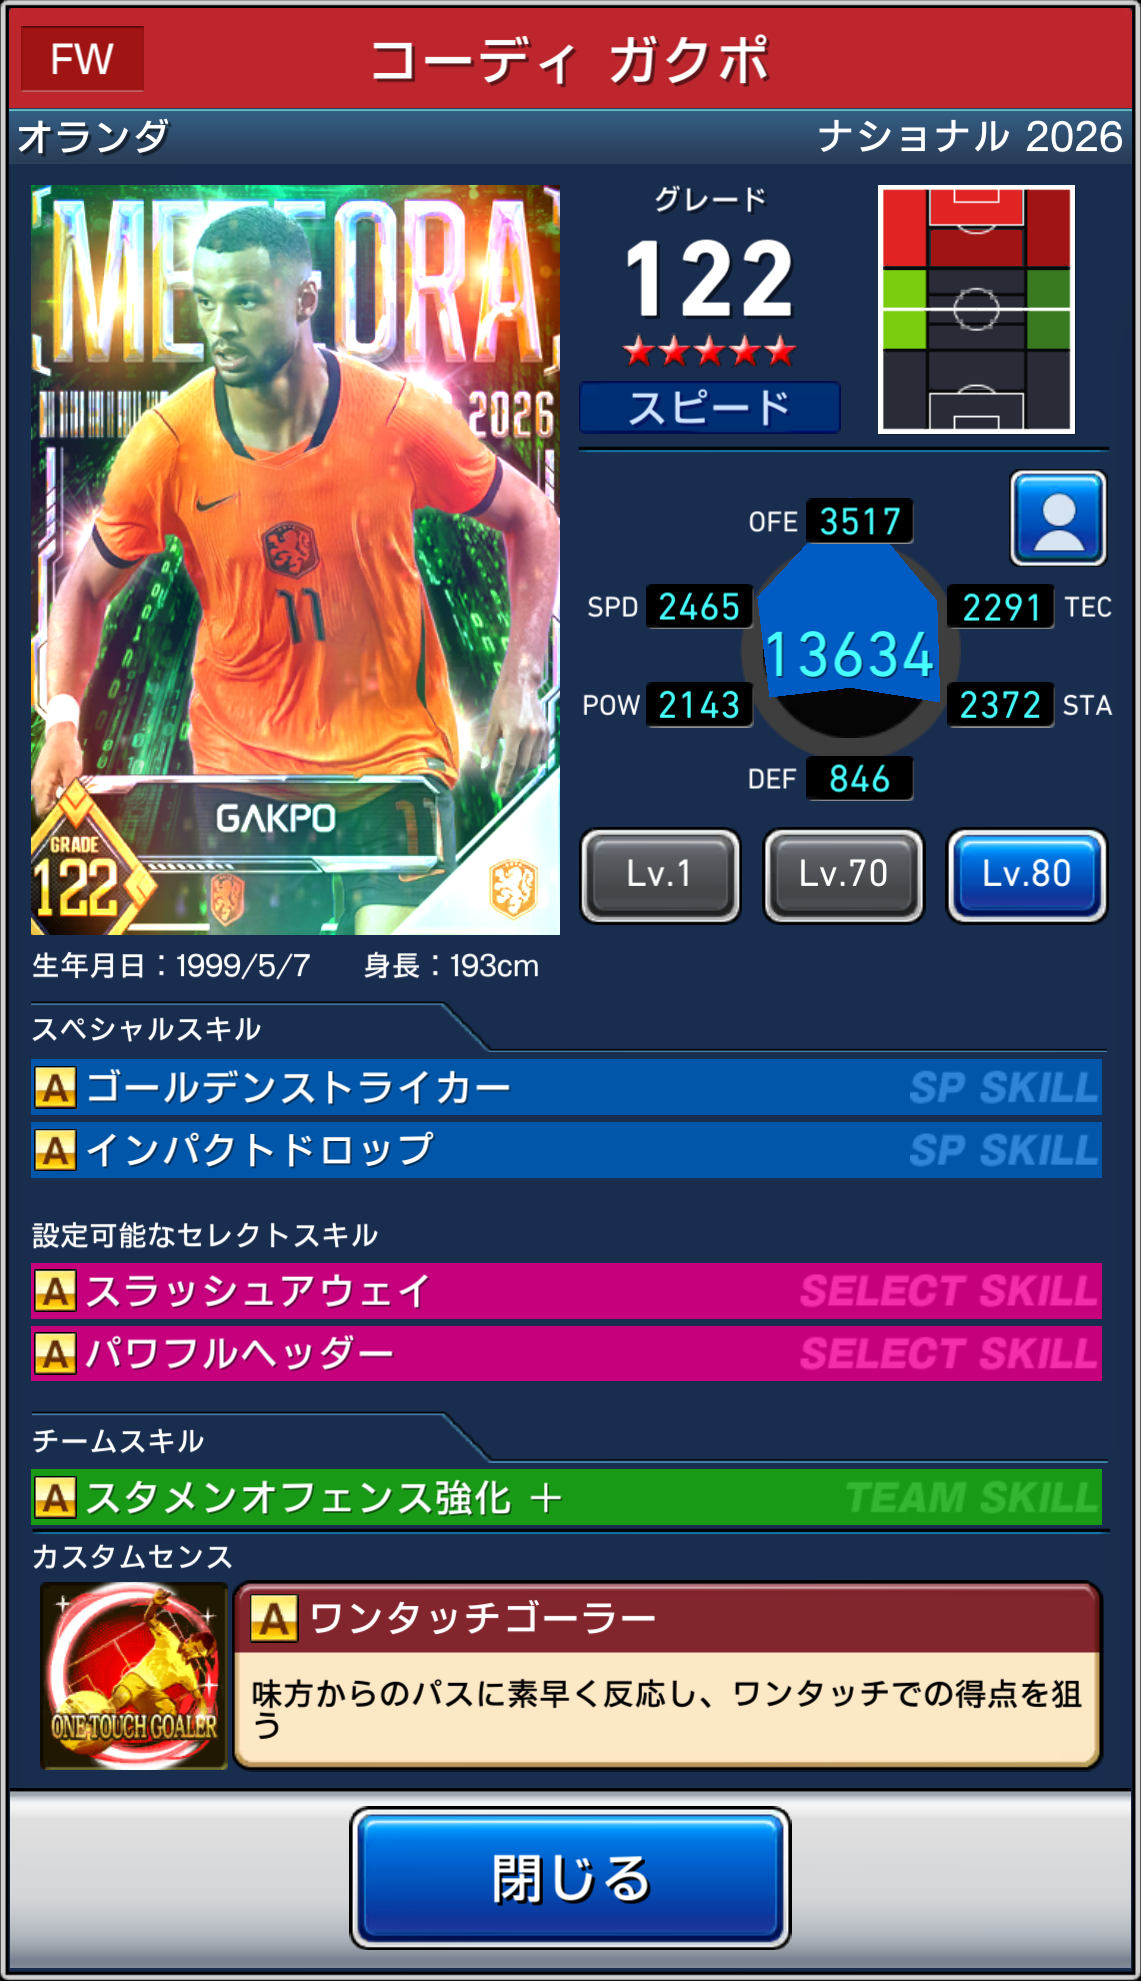 FW
コーディ ガクポ
オランダ
ナショナル 2026
METEORA
2026
11
GAKPO
GRADE
122
グレード
122
★★★★★
スピード
OFE 3517
SPD 2465
2291 TEC
13634
POW 2143
2372 STA
DEF 846
Lv.1
Lv.70
Lv.80
生年月日：1999/5/7 身長：193cm
スペシャルスキル
A ゴールデンストライカー SP SKILL
A インパクトドロップ SP SKILL
設定可能なセレクトスキル
A スラッシュアウェイ SELECT SKILL
A パワフルヘッダー SELECT SKILL
チームスキル
A スタメンオフェンス強化 ＋ TEAM SKILL
カスタムセンス
ONE TOUCH GOALER
A ワンタッチゴーラー
味方からのパスに素早く反応し、ワンタッチでの得点を狙
う
閉じる